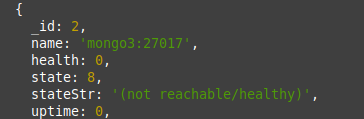 {
_id: 2,
name: 'mongo3:27017',
health: 0,
state: 8,
stateStr: '(not reachable/healthy)',
uptime: 0,